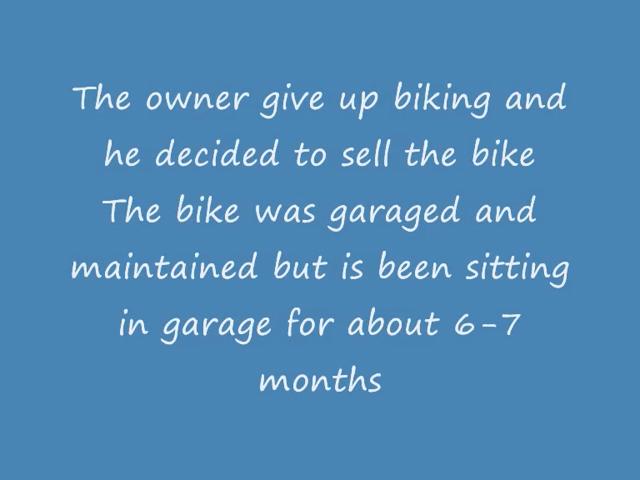 The owner give up biking and
he decided to sell the bike
The bike was garaged and
maintained but is been sitting
in garage for about 6-7
months